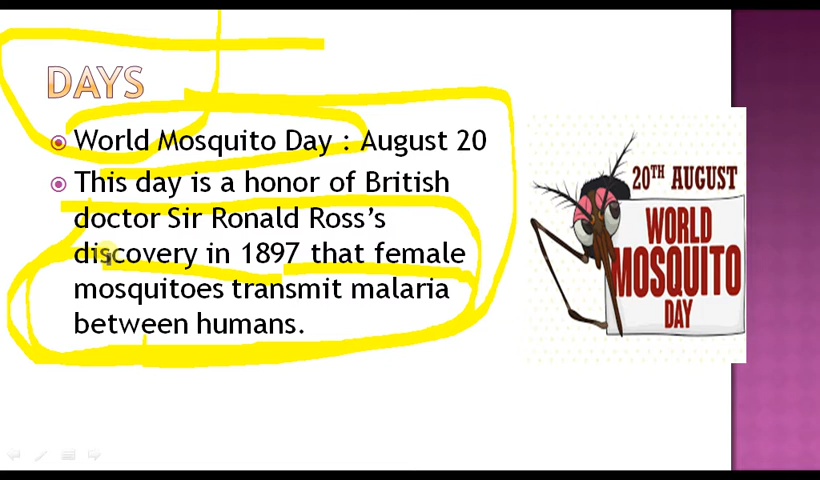 DAYS
World Mosquito Day : August 20
This day is a honor of British
doctor Sir Ronald Ross's
discovery in 1897 that female
mosquitoes transmit malaria
between humans.
20TH AUGUST
WORLD
MOSQUITO
DAY